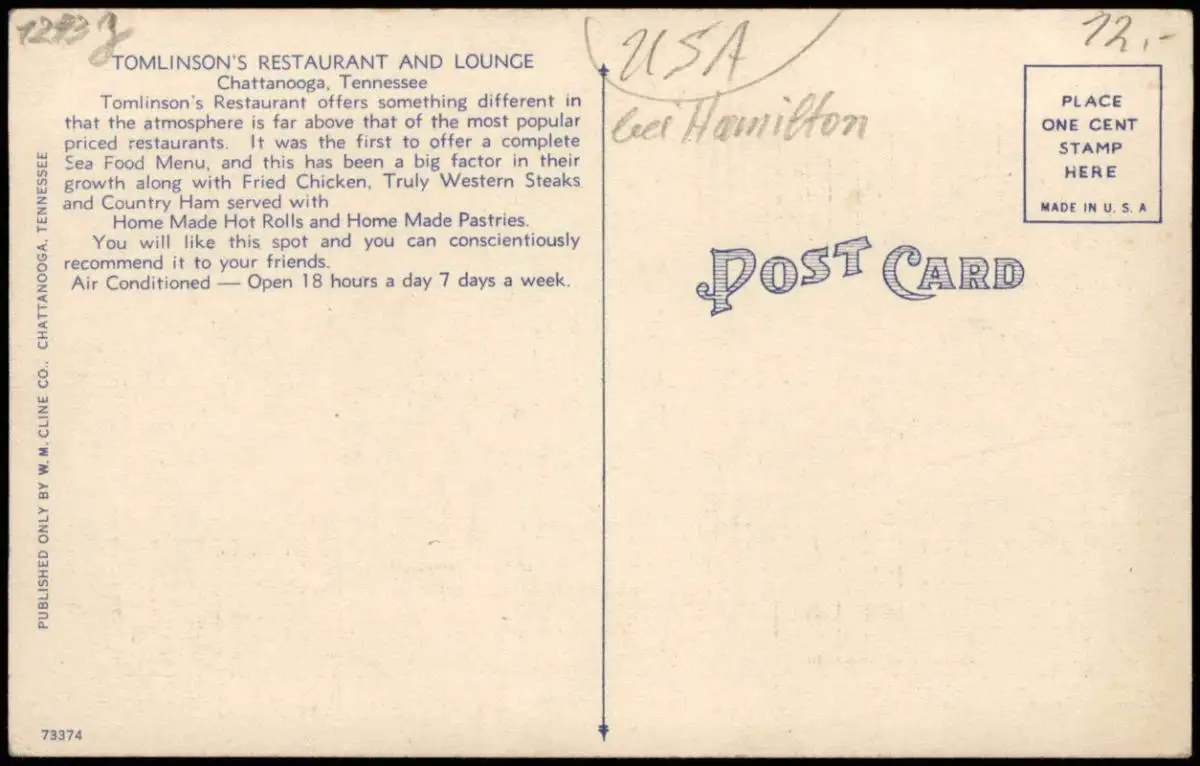 1293
TOMLINSON'S RESTAURANT AND LOUNGE
Chattanooga, Tennessee
Tomlinson's Restaurant offers something different in
that the atmosphere is far above that of the most popular
priced restaurants. It was the first to offer a complete
Sea Food Menu, and this has been a big factor in their
growth along with Fried Chicken, Truly Western Steaks
and Country Ham served with
Home Made Hot Rolls and Home Made Pastries.
You will like this spot and you can conscientiously
recommend it to your friends.
Air Conditioned — Open 18 hours a day 7 days a week.
PUBLISHED ONLY BY W. M. CLINE CO., CHATTANOOGA, TENNESSEE
73374
USA
bei Hamilton
12,-
PLACE
ONE CENT
STAMP
HERE
MADE IN U. S. A
POST CARD